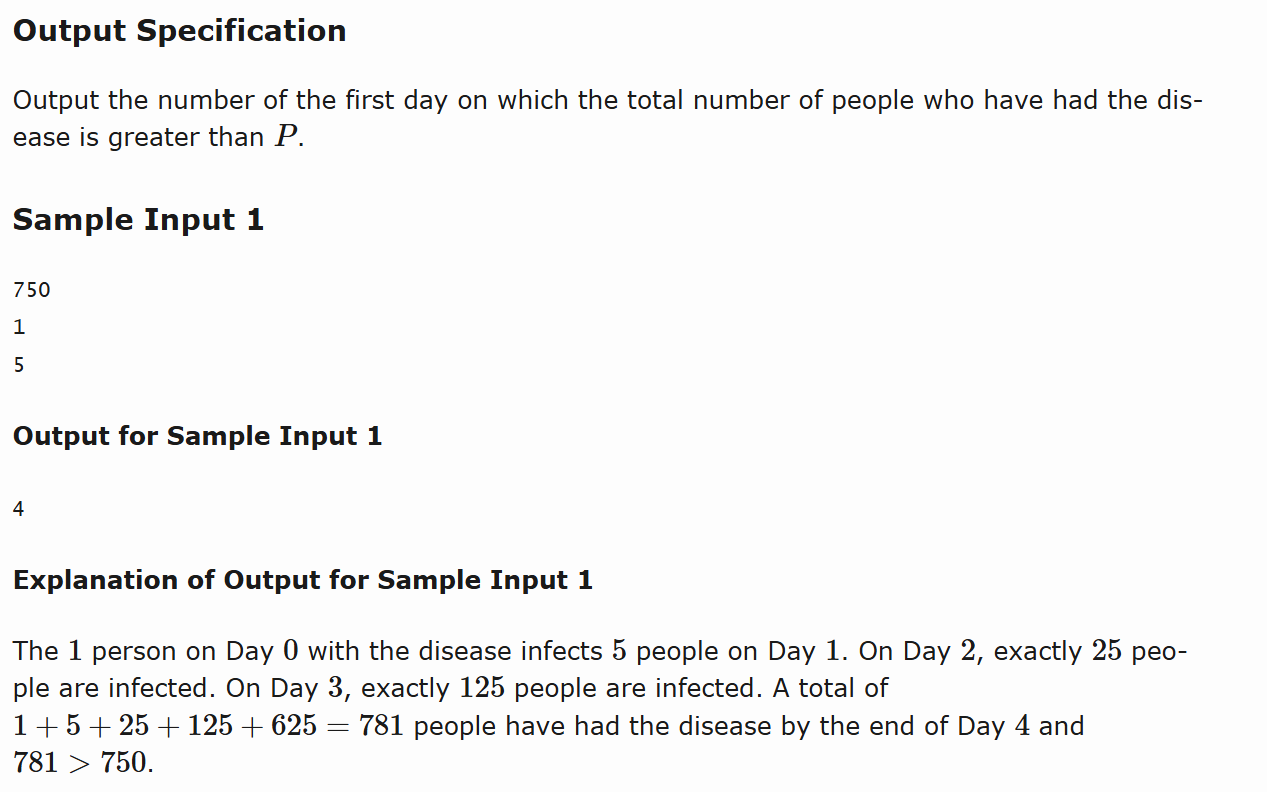 Output Specification
Output the number of the first day on which the total number of people who have had the dis-
ease is greater than P.
Sample Input 1
750
1
5
Output for Sample Input 1
4
Explanation of Output for Sample Input 1
The 1 person on Day 0 with the disease infects 5 people on Day 1. On Day 2, exactly 25 peo-
ple are infected. On Day 3, exactly 125 people are infected. A total of
1 + 5 + 25 + 125 + 625 = 781 people have had the disease by the end of Day 4 and
781 > 750.